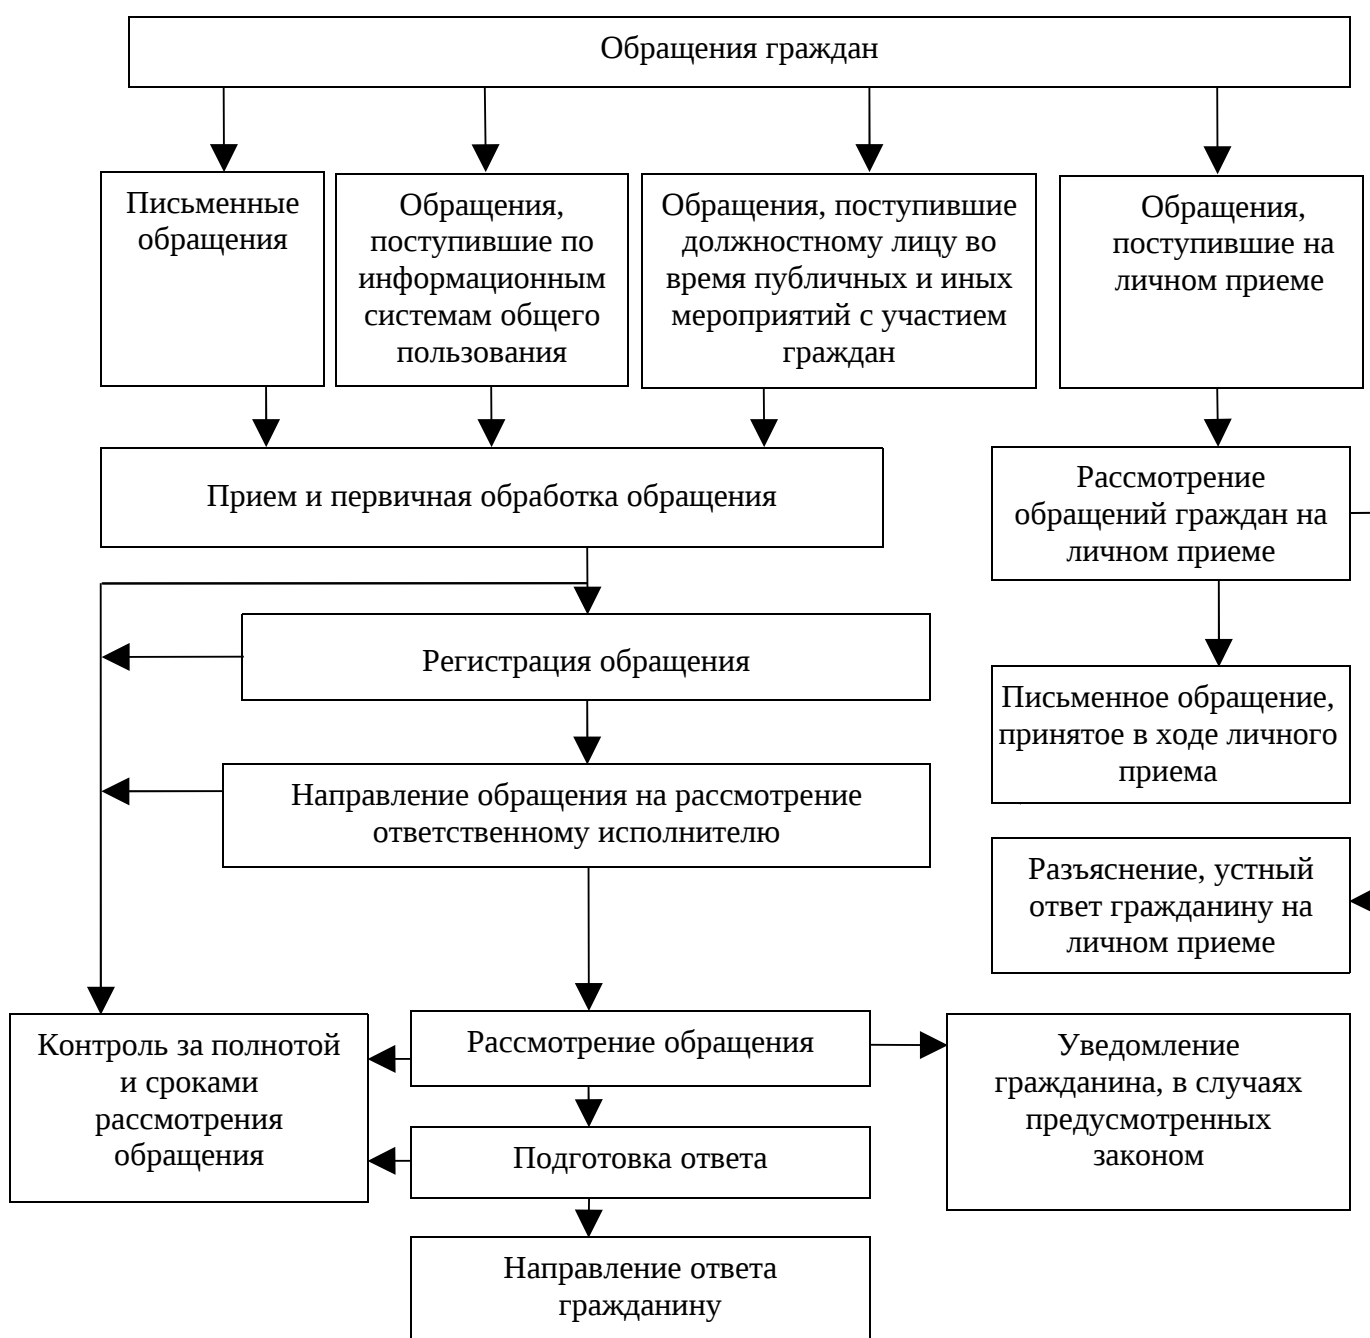 Обращения граждан
Письменные
обращения
Обращения,
поступившие по
информационным
системам общего
пользования
Обращения, поступившие
должностному лицу во
время публичных и иных
мероприятий с участием
граждан
Обращения,
поступившие на
личном приеме
Прием и первичная обработка обращения
Рассмотрение
обращений граждан на
личном приеме
Регистрация обращения
Письменное обращение,
принятое в ходе личного
приема
Направление обращения на рассмотрение
ответственному исполнителю
Разъяснение, устный
ответ гражданину на
личном приеме
Контроль за полнотой
и сроками
рассмотрения
обращения
Рассмотрение обращения
Уведомление
гражданина, в случаях
предусмотренных
законом
Подготовка ответа
Направление ответа
гражданину